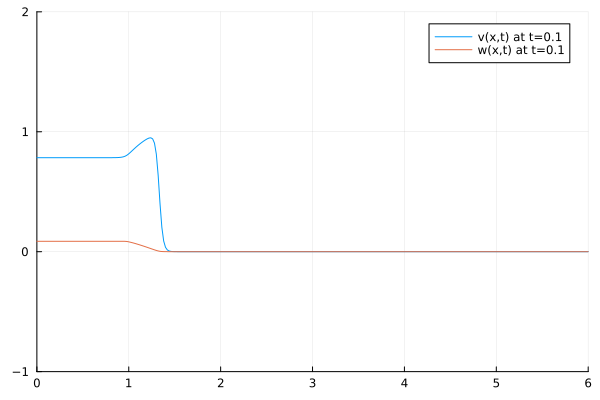 2
v(x,t) at t=0.1
w(x,t) at t=0.1
1
0
−1
0 1 2 3 4 5 6